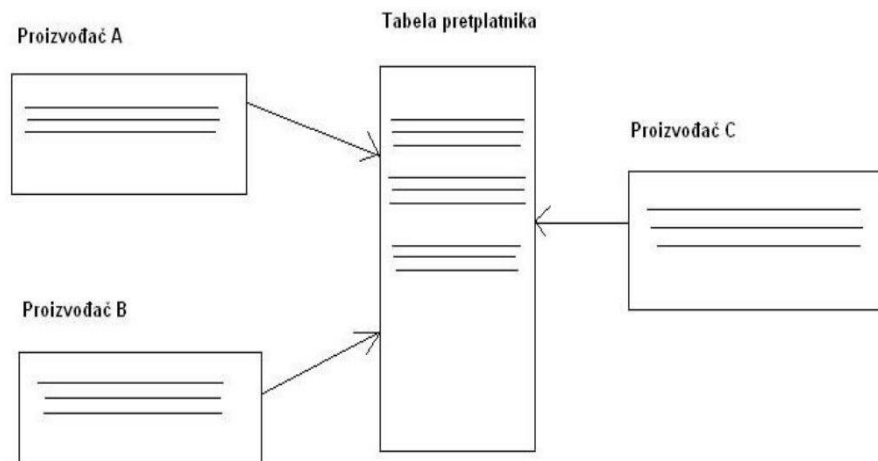 Tabela pretplatnika
Proizvođač A
Proizvođač C
Proizvođač B